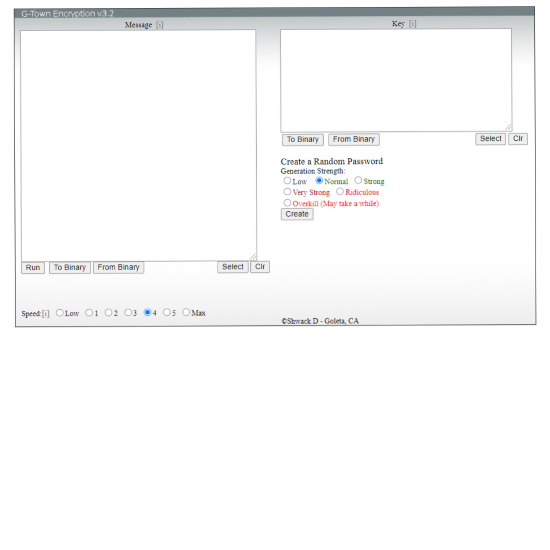 G-Town Encryption v3.2
Message [i]
Key [i]
To Binary From Binary Select Clr
Create a Random Password
Generation Strength:
Low Normal Strong
Very Strong Ridiculous
Overkill (May take a while)
Create
Run To Binary From Binary Select Clr
Speed:[i] Low 1 2 3 4 5 Max
©Shwack D - Goleta, CA